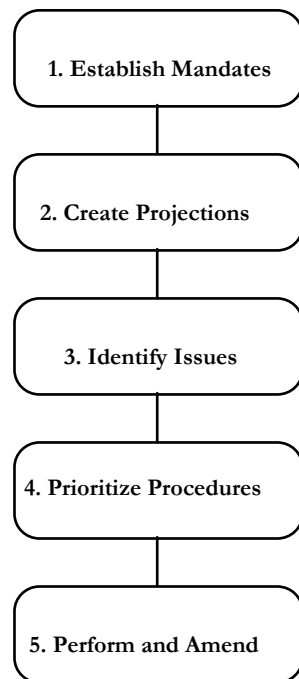 1. Establish Mandates
2. Create Projections
3. Identify Issues
4. Prioritize Procedures
5. Perform and Amend